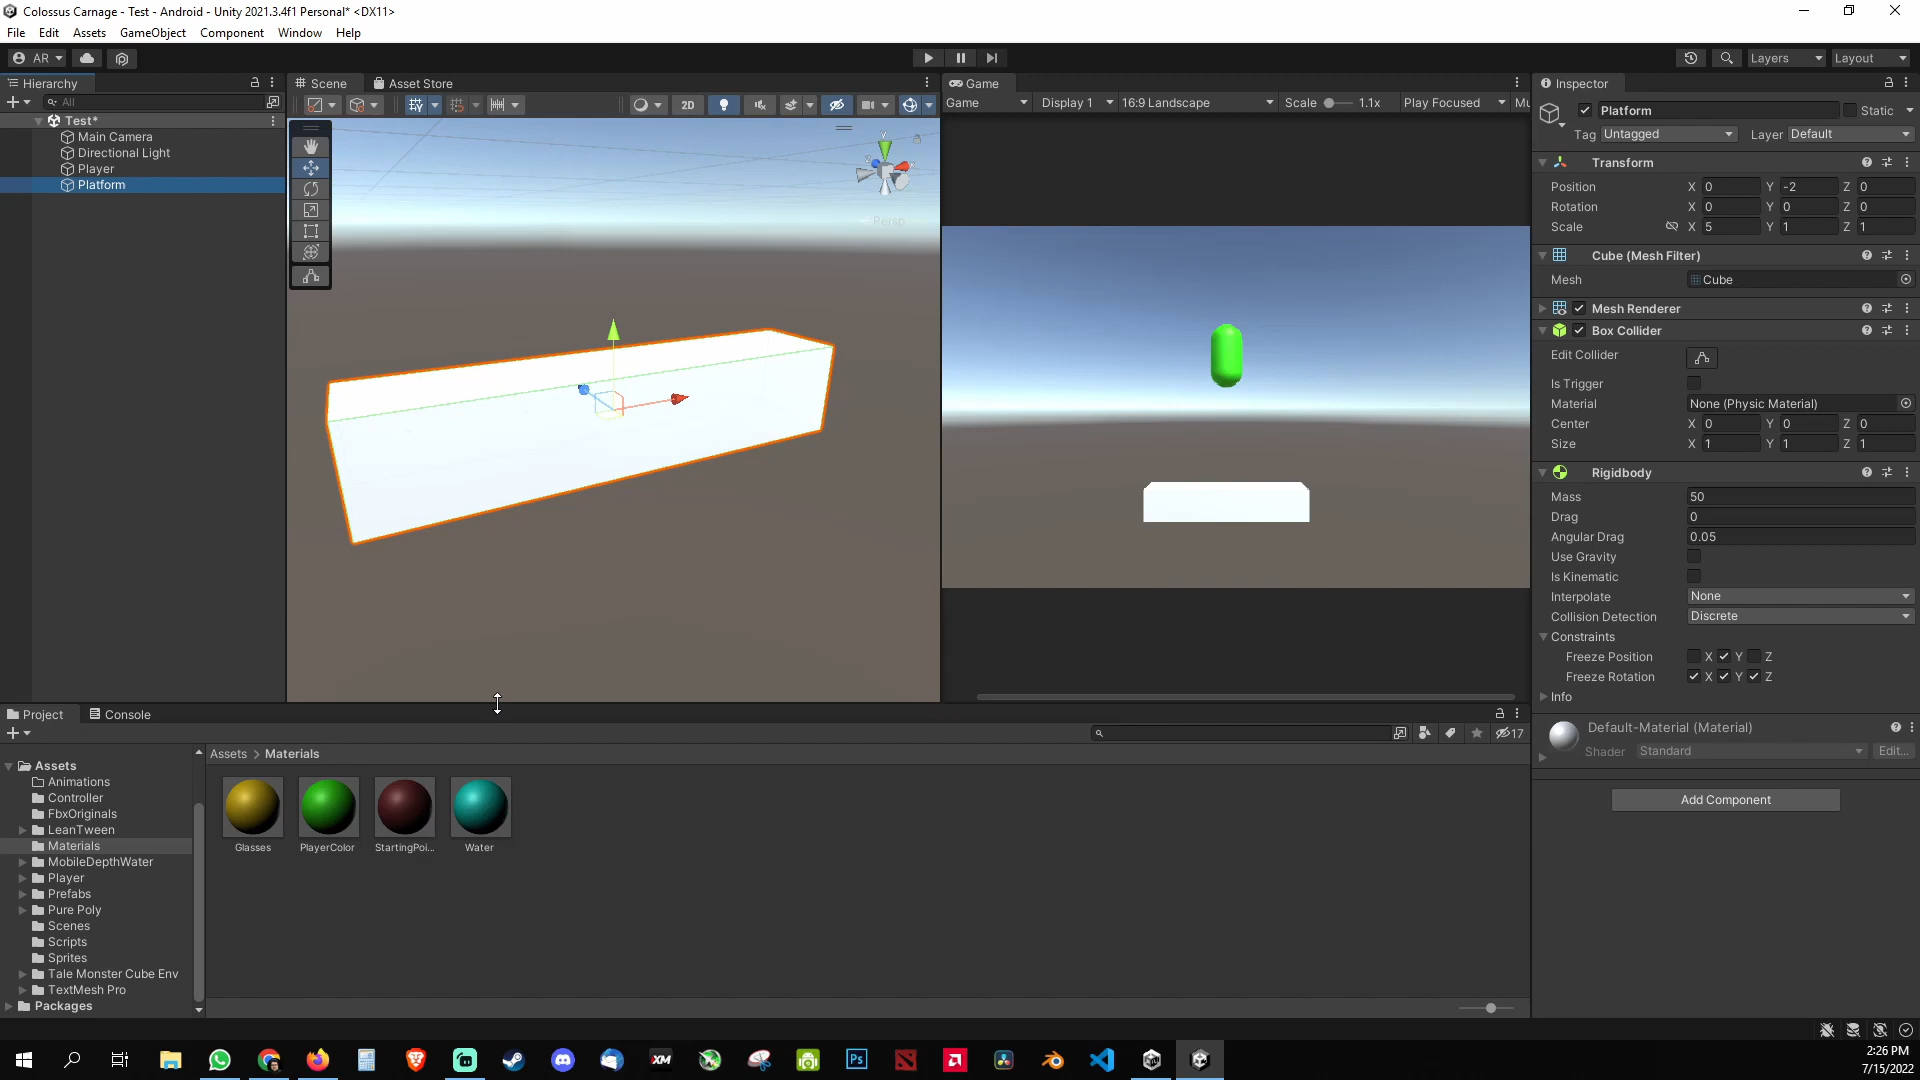 Colossus Carnage - Test - Android - Unity 2021.3.4f1 Personal* <DX11>
File Edit Assets GameObject Component Window Help
AR
Layers Layout
Hierarchy
All
Test*
Main Camera
Directional Light
Player
Platform
Scene Asset Store
2D
y
x
Persp
Game
Game Display 1 16:9 Landscape Scale 1.1x Play Focused Mu
Inspector
Platform Static
Tag Untagged Layer Default
Transform
Position X 0 Y -2 Z 0
Rotation X 0 Y 0 Z 0
Scale X 5 Y 1 Z 1
Cube (Mesh Filter)
Mesh Cube
Mesh Renderer
Box Collider
Edit Collider
Is Trigger
Material None (Physic Material)
Center X 0 Y 0 Z 0
Size X 1 Y 1 Z 1
Rigidbody
Mass 50
Drag 0
Angular Drag 0.05
Use Gravity
Is Kinematic
Interpolate None
Collision Detection Discrete
Constraints
Freeze Position X Y Z
Freeze Rotation X Y Z
Info
Default-Material (Material)
Shader Standard Edit...
Add Component
Project Console
17
Assets
Animations
Controller
FbxOriginals
LeanTween
Materials
MobileDepthWater
Player
Prefabs
Pure Poly
Scenes
Scripts
Sprites
Tale Monster Cube Env
TextMesh Pro
Packages
Assets > Materials
Glasses PlayerColor StartingPoi... Water
XM
Ps
2:26 PM
7/15/2022